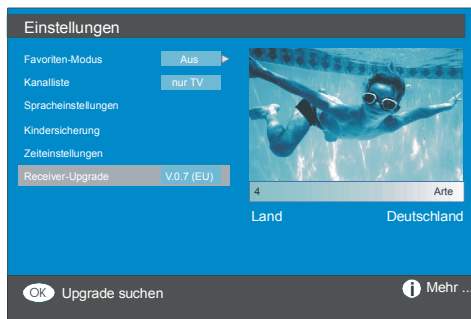 Einstellungen
Favoriten-Modus Aus
Kanalliste nur TV
Spracheinstellungen
Kindersicherung
Zeiteinstellungen
Receiver-Upgrade V.0.7 (EU)
4 Arte
Land Deutschland
OK Upgrade suchen
i Mehr ...